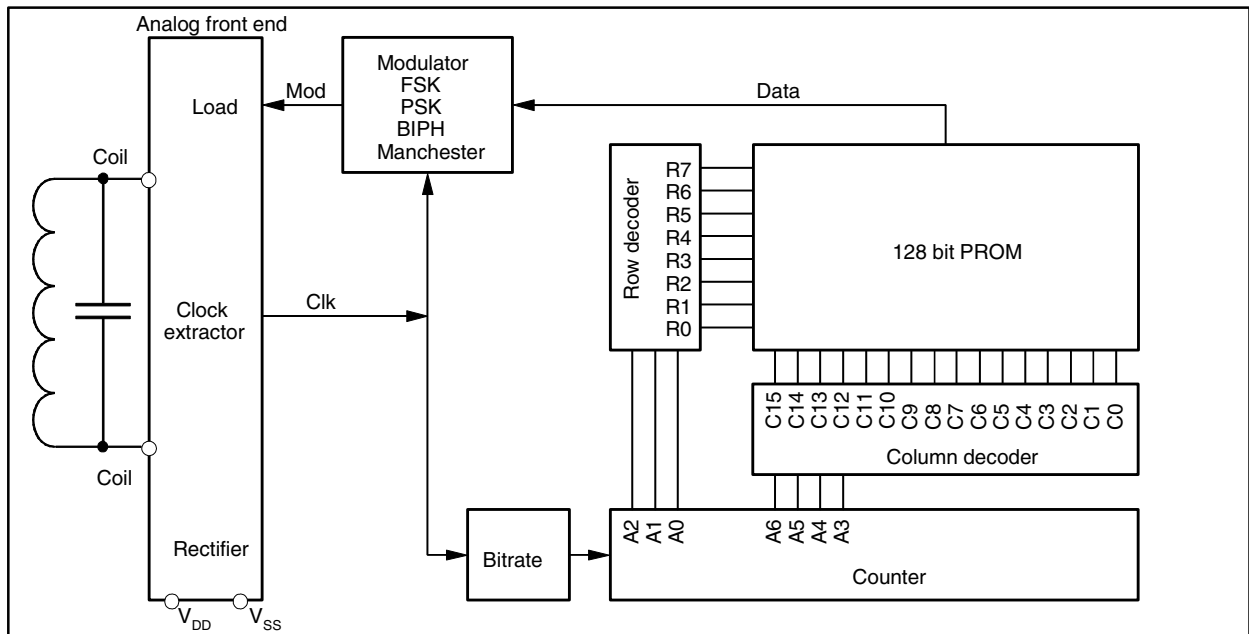 Analog front end
Load
Clock
extractor
Rectifier
Coil
Coil
V_DD
V_SS
Mod
Modulator
FSK
PSK
BIPH
Manchester
Clk
Data
Row decoder
R7
R6
R5
R4
R3
R2
R1
R0
128 bit PROM
C15
C14
C13
C12
C11
C10
C9
C8
C7
C6
C5
C4
C3
C2
C1
C0
Column decoder
Bitrate
A2
A1
A0
A6
A5
A4
A3
Counter